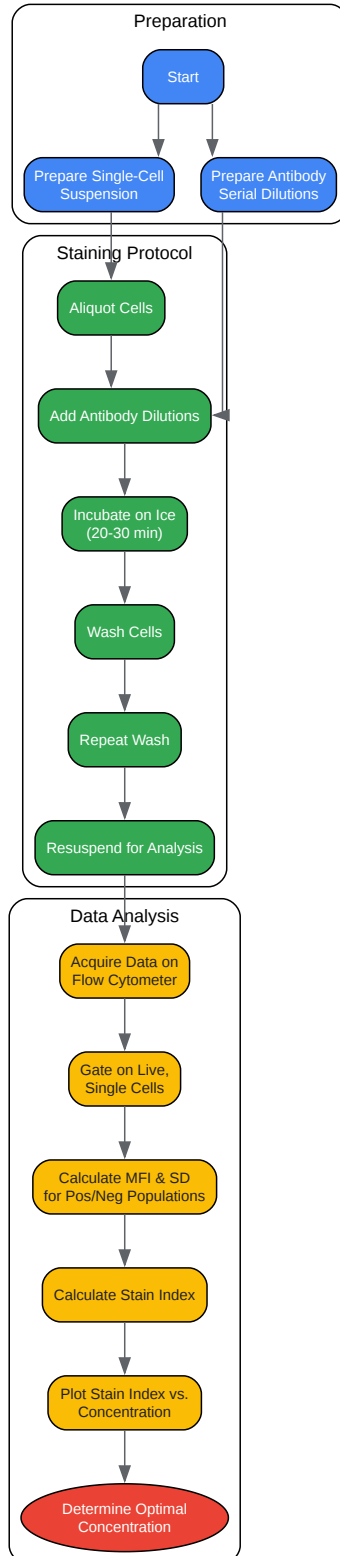 Preparation
Start
Prepare Single-Cell
Suspension
Prepare Antibody
Serial Dilutions
Staining Protocol
Aliquot Cells
Add Antibody Dilutions
Incubate on Ice
(20-30 min)
Wash Cells
Repeat Wash
Resuspend for Analysis
Data Analysis
Acquire Data on
Flow Cytometer
Gate on Live,
Single Cells
Calculate MFI & SD
for Pos/Neg Populations
Calculate Stain Index
Plot Stain Index vs.
Concentration
Determine Optimal
Concentration